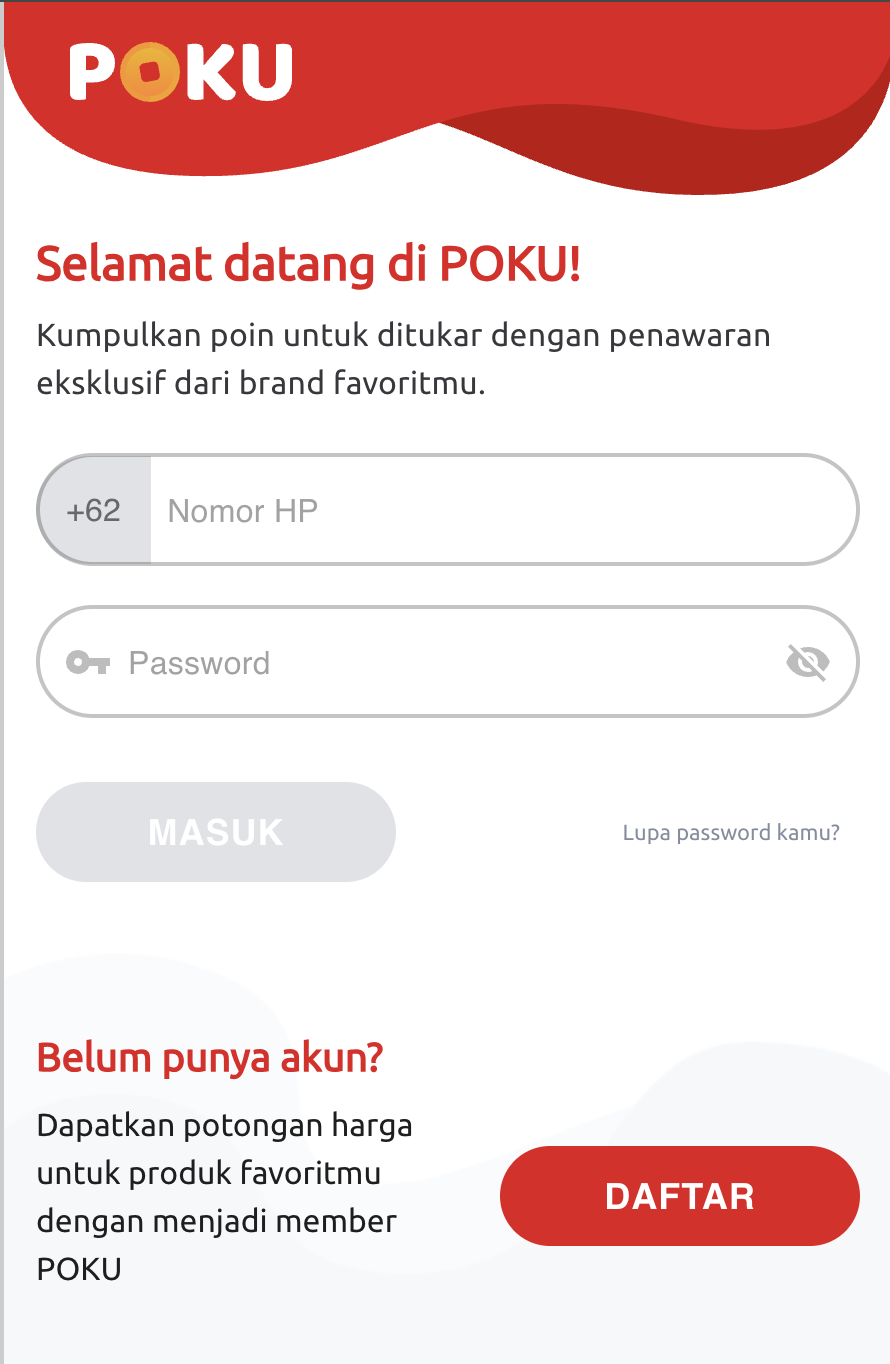 POKU
Selamat datang di POKU!
Kumpulkan poin untuk ditukar dengan penawaran
eksklusif dari brand favoritmu.
+62 Nomor HP
Password
MASUK
Lupa password kamu?
Belum punya akun?
Dapatkan potongan harga
untuk produk favoritmu
dengan menjadi member
POKU
DAFTAR